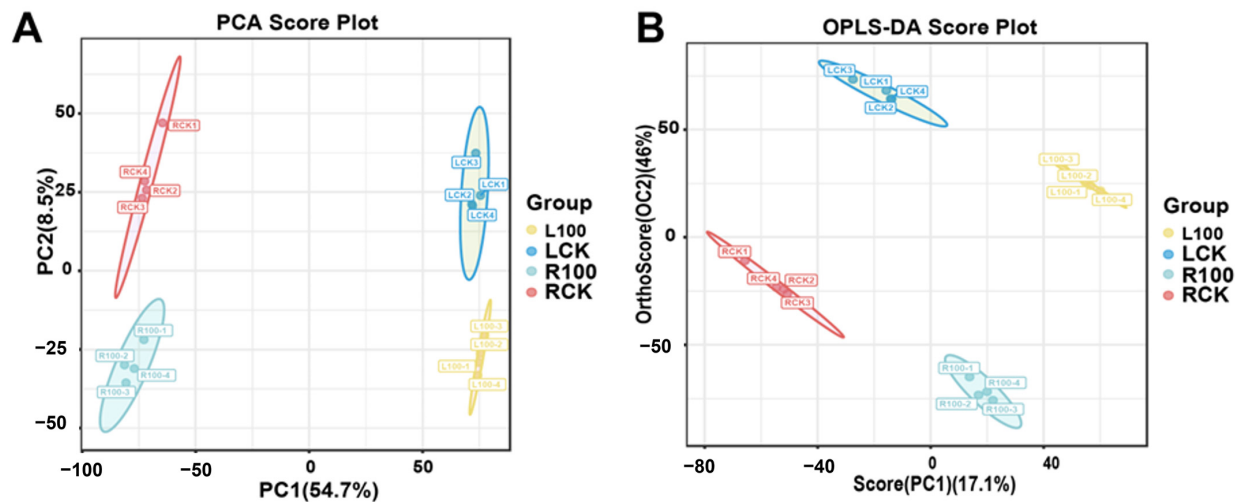 A
PCA Score Plot
PC2(8.5%)
50
25
0
−25
−50
−100
−50
0
50
PC1(54.7%)
RCK1
RCK4
RCK2
RCK3
LCK3
LCK1
LCK2
LCK4
R100-1
R100-2
R100-4
R100-3
L100-3
L100-2
L100-1
L100-4
Group
L100
LCK
R100
RCK
B
OPLS-DA Score Plot
OrthoScore(OC2)(46%)
50
0
−50
−80
−40
0
40
Score(PC1)(17.1%)
LCK3
LCK1
LCK4
LCK2
L100-3
L100-2
L100-1
L100-4
RCK1
RCK4
RCK2
RCK3
R100-1
R100-4
R100-2
R100-3
Group
L100
LCK
R100
RCK